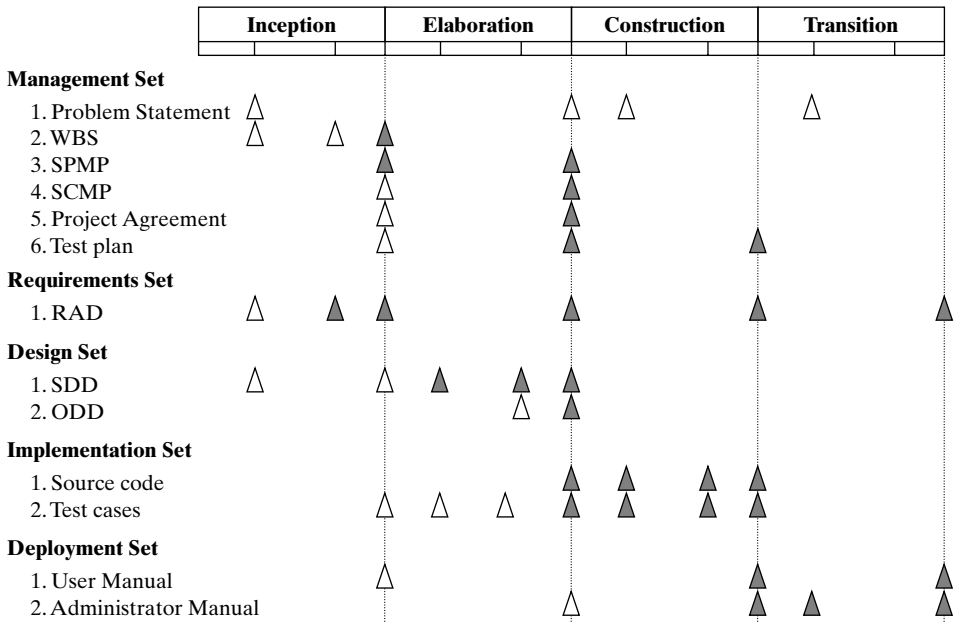 Inception Elaboration Construction Transition
Management Set
1. Problem Statement
2. WBS
3. SPMP
4. SCMP
5. Project Agreement
6. Test plan
Requirements Set
1. RAD
Design Set
1. SDD
2. ODD
Implementation Set
1. Source code
2. Test cases
Deployment Set
1. User Manual
2. Administrator Manual